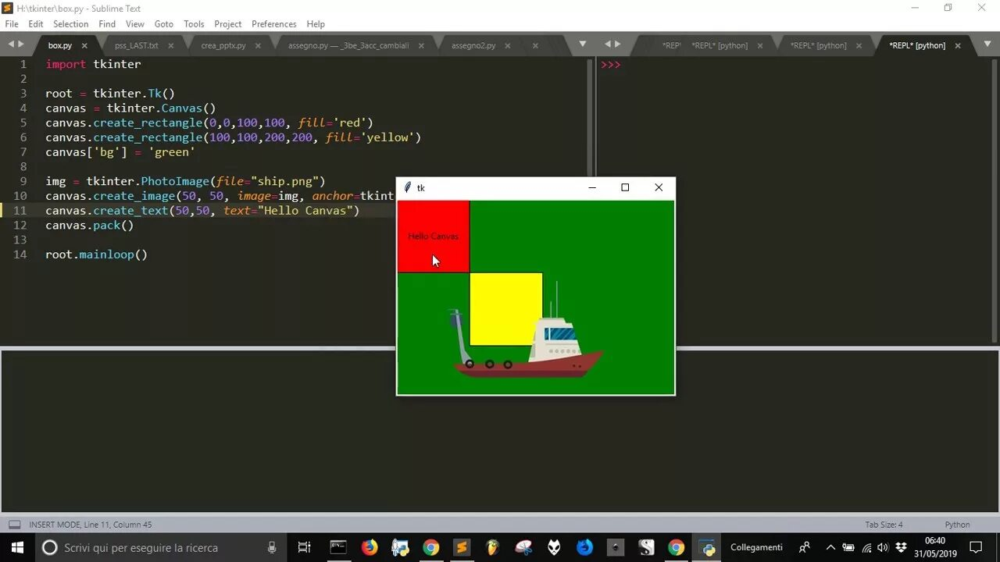 H:\tkinter\box.py - Sublime Text
File Edit Selection Find View Goto Tools Project Preferences Help
box.py × pss_LAST.txt × crea_pptx.py × assegno.py — _3be_3acc_cambiali × assegno2.py × × *REP *REPL* [python] × *REPL* [python] × *REPL* [python] ×
1 import tkinter
2
3 root = tkinter.Tk()
4 canvas = tkinter.Canvas()
5 canvas.create_rectangle(0,0,100,100, fill='red')
6 canvas.create_rectangle(100,100,200,200, fill='yellow')
7 canvas['bg'] = 'green'
8
9 img = tkinter.PhotoImage(file="ship.png")
10 canvas.create_image(50, 50, image=img, anchor=tkint
11 canvas.create_text(50,50, text="Hello Canvas")
12 canvas.pack()
13
14 root.mainloop()
>>>
tk
Hello Canvas
INSERT MODE, Line 11, Column 45 Tab Size: 4 Python
Scrivi qui per eseguire la ricerca
Collegamenti
06:40
31/05/2019